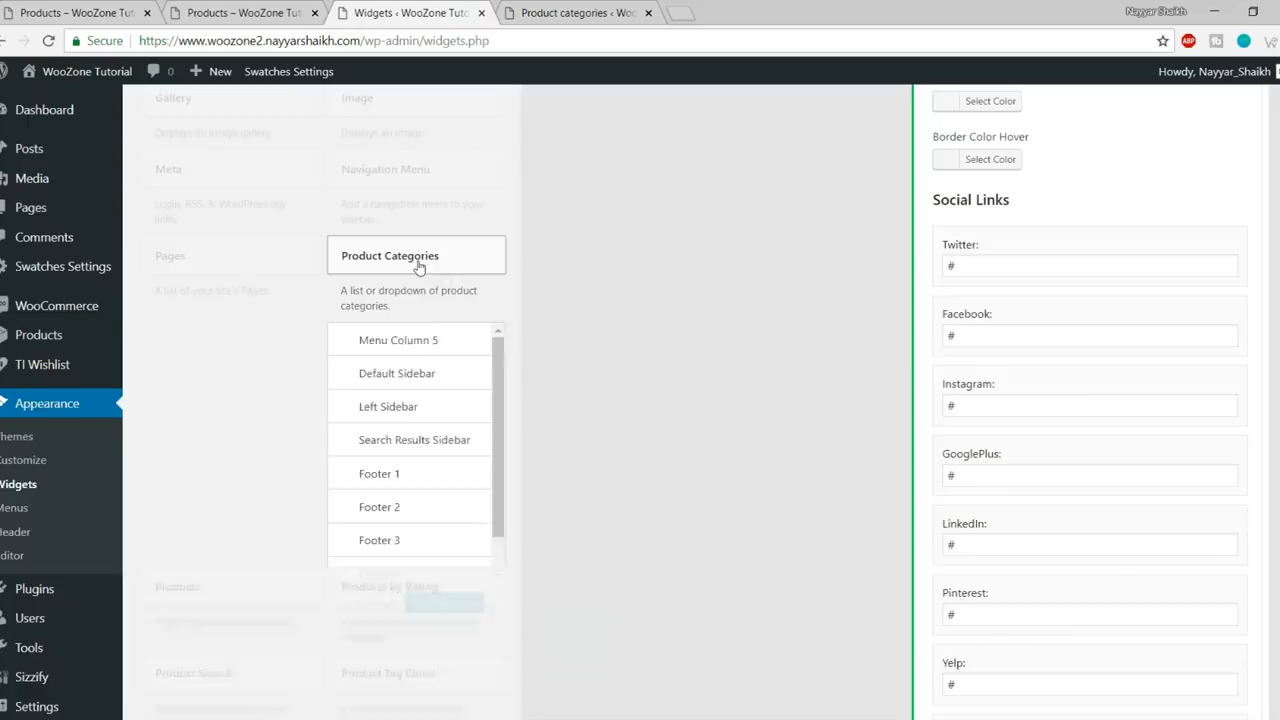 Products – WooZone Tuto
Products – WooZone Tut
Widgets ‹ WooZone Tuto
Product categories ‹ Woo
Nayyar Shaikh
Secure
https://www.woozone2.nayyarshaikh.com/wp-admin/widgets.php
ABP
WooZone Tutorial
0
New
Swatches Settings
Howdy, Nayyar_Shaikh
Dashboard
Posts
Media
Pages
Comments
Swatches Settings
WooCommerce
Products
TI Wishlist
Appearance
hemes
ustomize
Widgets
Menus
eader
ditor
Plugins
Users
Tools
Sizzify
Settings
Gallery
Image
Displays an image gallery.
Displays an image.
Meta
Navigation Menu
Login, RSS, & WordPress.org
links.
Add a navigation menu to your
sidebar.
Pages
Product Categories
A list of your site's Pages.
A list or dropdown of product
categories.
Menu Column 5
Default Sidebar
Left Sidebar
Search Results Sidebar
Footer 1
Footer 2
Footer 3
Products
Products by Rating
Product Search
Product Tag Cloud
Select Color
Border Color Hover
Select Color
Social Links
Twitter:
#
Facebook:
#
Instagram:
#
GooglePlus:
#
LinkedIn:
#
Pinterest:
#
Yelp:
#